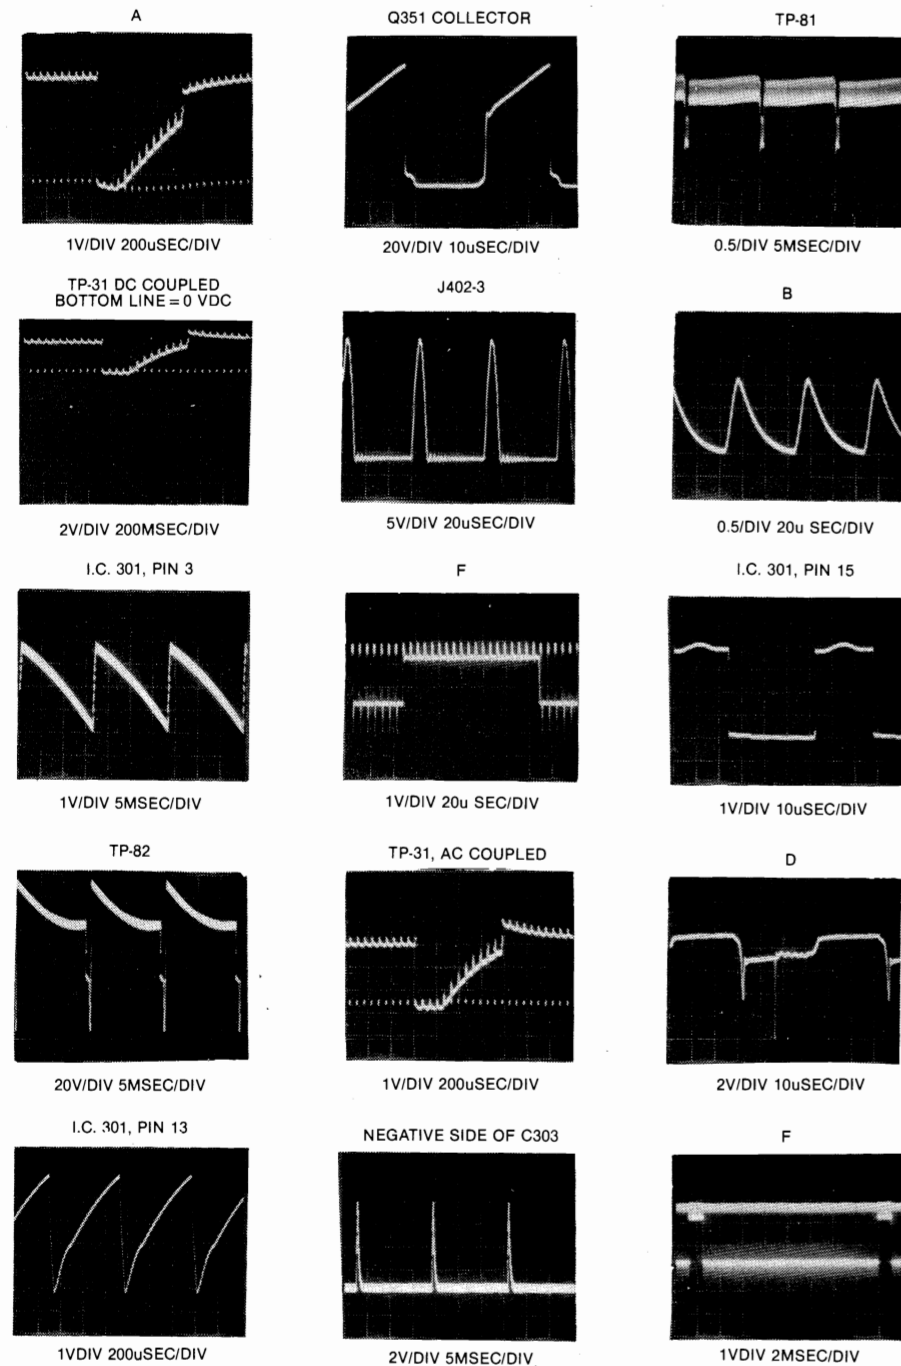 A
Q351 COLLECTOR
TP-81
1V/DIV 200uSEC/DIV
20V/DIV 10uSEC/DIV
0.5/DIV 5MSEC/DIV
TP-31 DC COUPLED
BOTTOM LINE = 0 VDC
J402-3
B
2V/DIV 200MSEC/DIV
5V/DIV 20uSEC/DIV
0.5/DIV 20u SEC/DIV
I.C. 301, PIN 3
F
I.C. 301, PIN 15
1V/DIV 5MSEC/DIV
1V/DIV 20u SEC/DIV
1V/DIV 10uSEC/DIV
TP-82
TP-31, AC COUPLED
D
20V/DIV 5MSEC/DIV
1V/DIV 200uSEC/DIV
2V/DIV 10uSEC/DIV
I.C. 301, PIN 13
NEGATIVE SIDE OF C303
F
1VDIV 200uSEC/DIV
2V/DIV 5MSEC/DIV
1VDIV 2MSEC/DIV